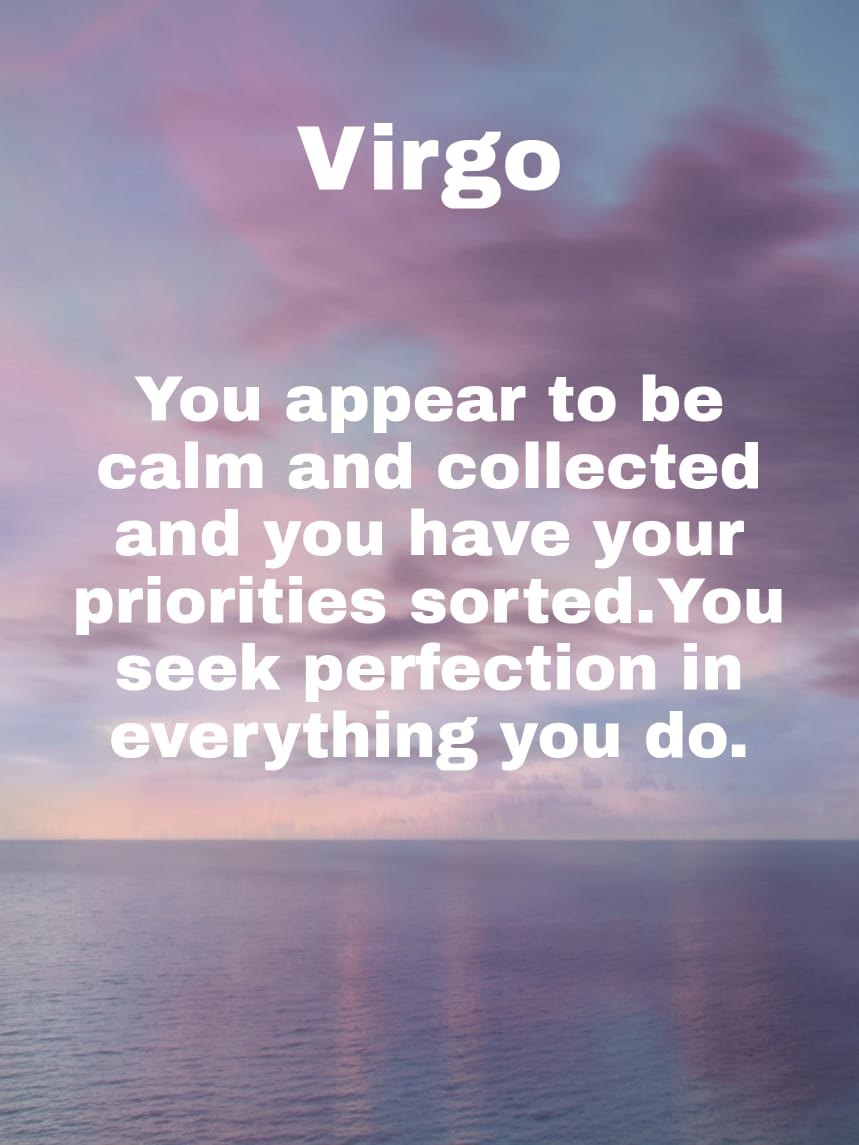 Virgo
You appear to be
calm and collected
and you have your
priorities sorted.You
seek perfection in
everything you do.